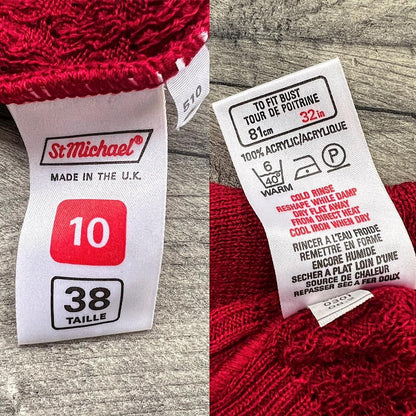 St Michael®
MADE IN THE U.K.
10
38
TAILLE
510
TO FIT BUST
TOUR DE POITRINE
81cm 32in
100% ACRYLIC/ACRYLIQUE
6
40°
P
WARM
COLD RINSE
RESHAPE WHILE DAMP
DRY FLAT AWAY
FROM DIRECT HEAT
COOL IRON WHEN DRY
RINCER A L'EAU FROIDE
REMETTRE EN FORME
ENCORE HUMIDE
SECHER A PLAT LOIN D'UNE
SOURCE DE CHALEUR
REPASSER SEC A FER DOUX
0301